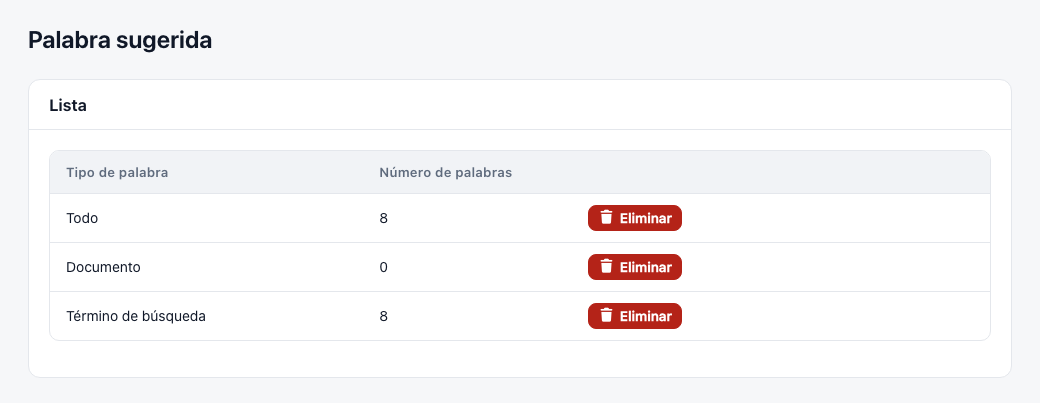 Palabra sugerida
Lista
Tipo de palabra Número de palabras
Todo 8 Eliminar
Documento 0 Eliminar
Término de búsqueda 8 Eliminar